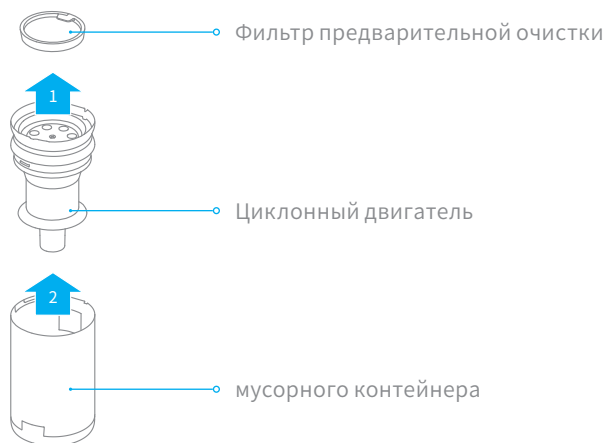 Фильтр предварительной очистки
1
Циклонный двигатель
2
мусорного контейнера